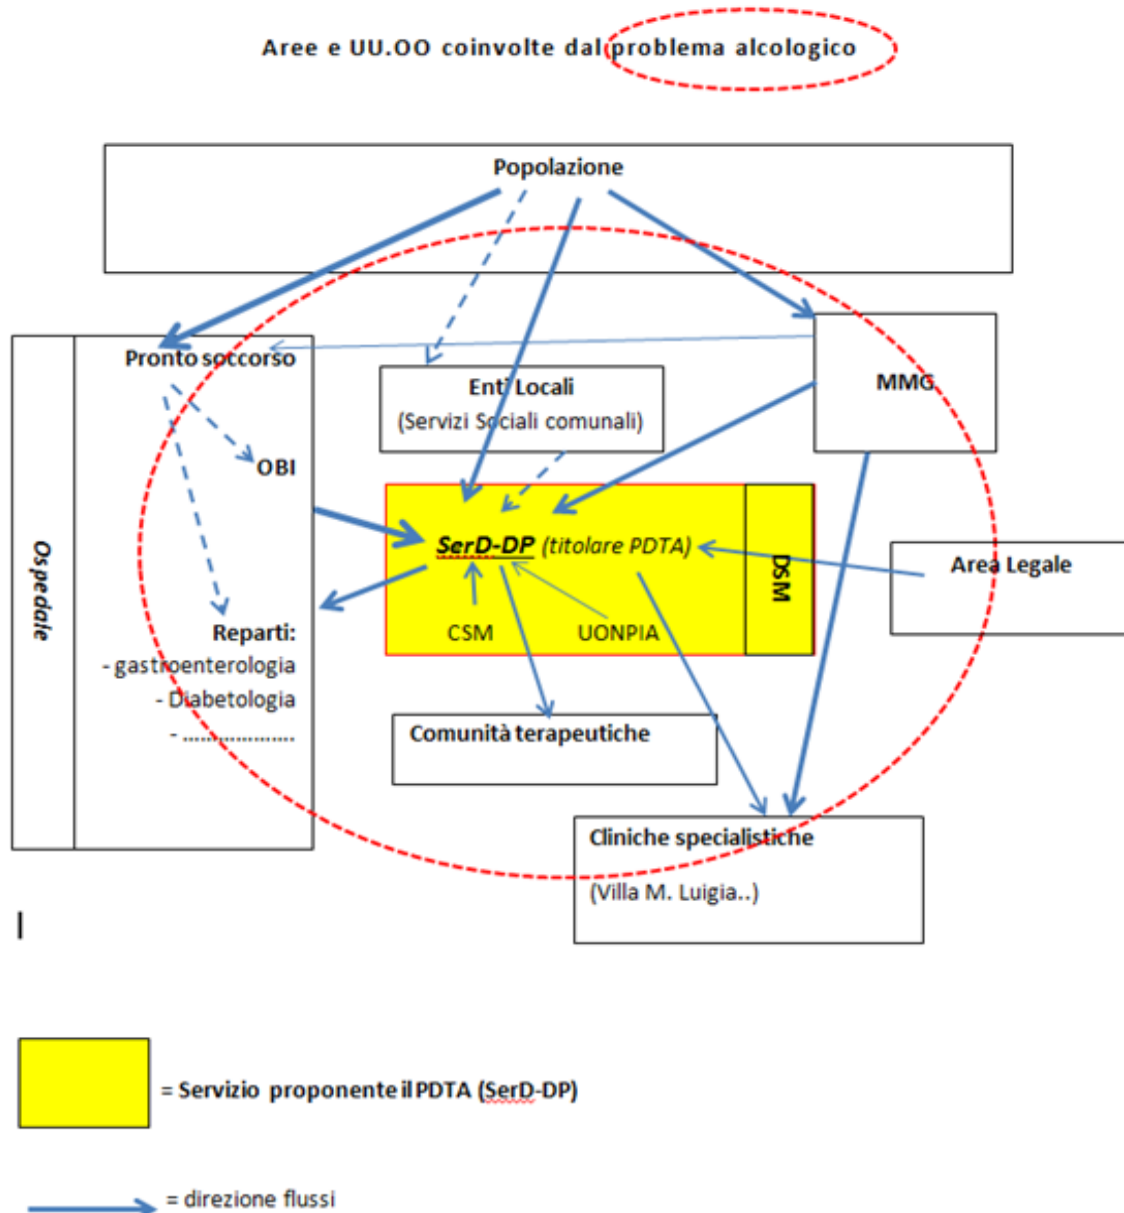 Aree e UU.OO coinvolte dal problema alcologico
Popolazione
Pronto soccorso
MMG
Enti Locali
(Servizi Sociali comunali)
OBI
Ospedale
SerD-DP (titolare PDTA)
DSM
Area Legale
CSM
UONPIA
Reparti:
- gastroenterologia
- Diabetologia
- ....................
Comunità terapeutiche
Cliniche specialistiche
(Villa M. Luigia..)
= Servizio proponente il PDTA (SerD-DP)
= direzione flussi